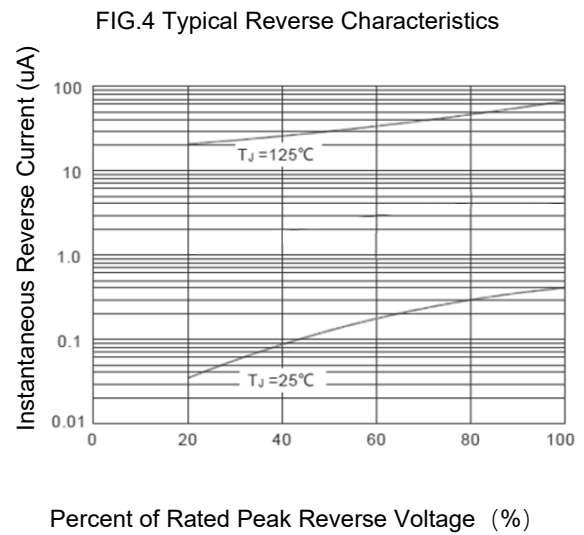 FIG.4 Typical Reverse Characteristics
Instantaneous Reverse Current (uA)
100
10
1.0
0.1
0.01
TJ =125℃
TJ =25℃
0 20 40 60 80 100
Percent of Rated Peak Reverse Voltage （%）